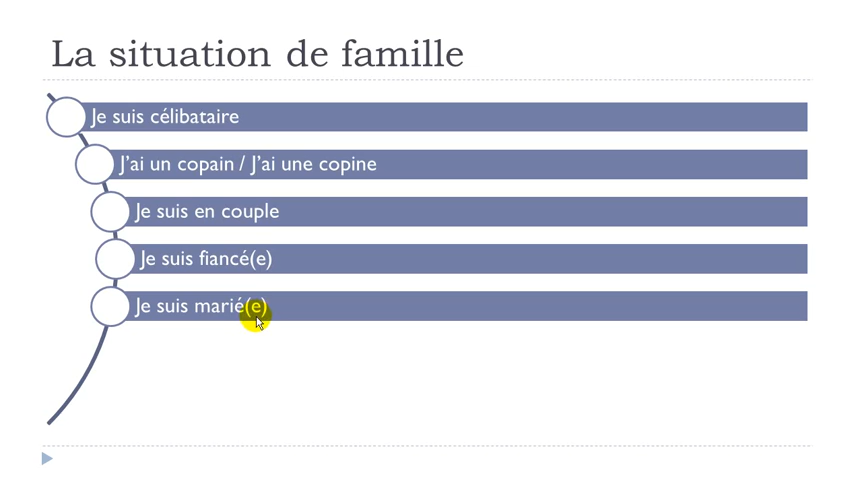 La situation de famille
Je suis célibataire
J’ai un copain / J’ai une copine
Je suis en couple
Je suis fiancé(e)
Je suis marié(e)